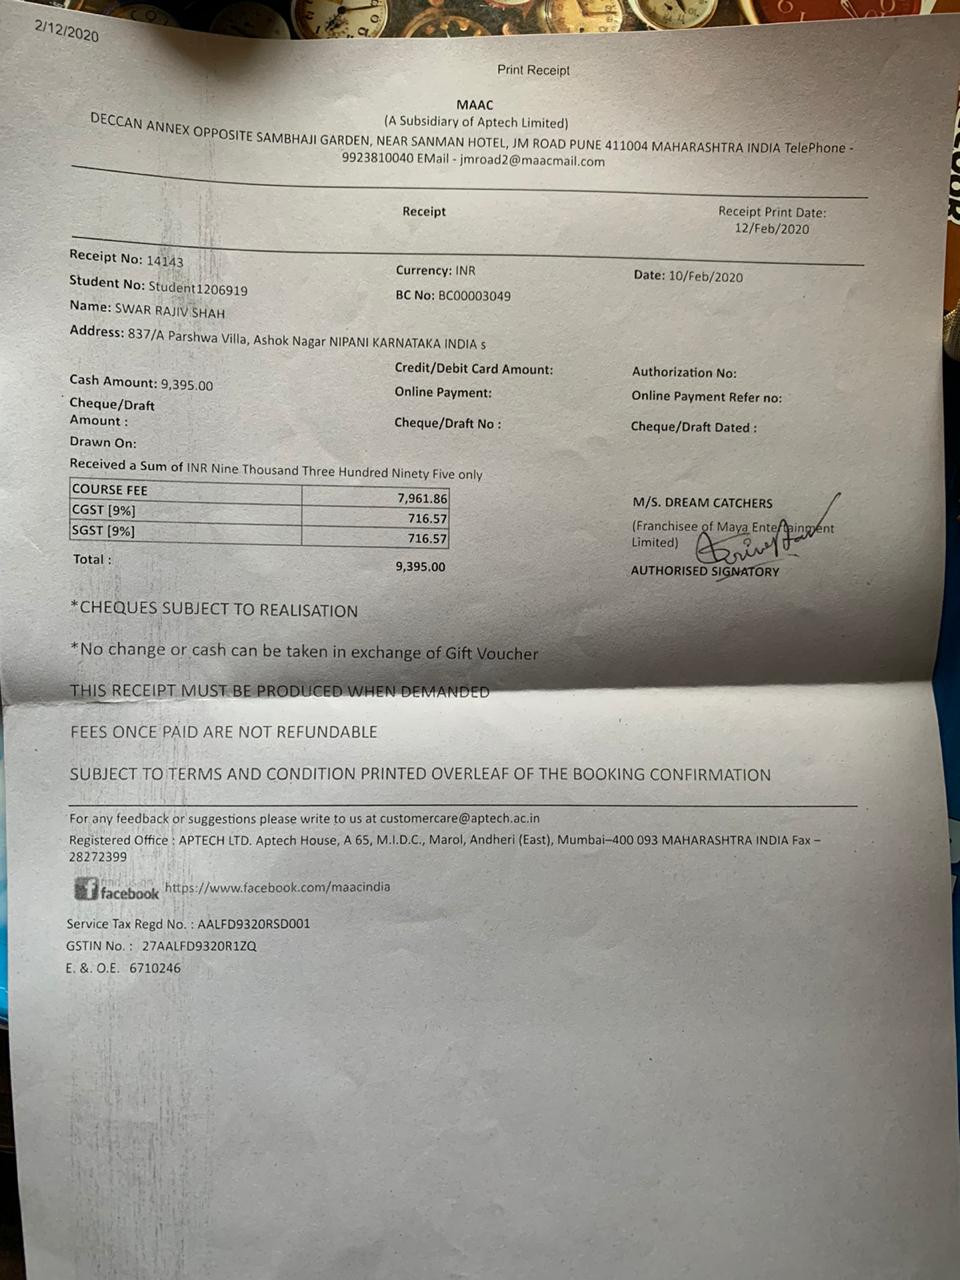 2/12/2020
Print Receipt
MAAC
(A Subsidiary of Aptech Limited)
DECCAN ANNEX OPPOSITE SAMBHAJI GARDEN, NEAR SANMAN HOTEL, JM ROAD PUNE 411004 MAHARASHTRA INDIA TelePhone -
9923810040 EMail - jmroad2@maacmail.com
Receipt
Receipt Print Date:
12/Feb/2020
Receipt No: 14143 Currency: INR Date: 10/Feb/2020
Student No: Student1206919 BC No: BC00003049
Name: SWAR RAJIV SHAH
Address: 837/A Parshwa Villa, Ashok Nagar NIPANI KARNATAKA INDIA s
Cash Amount: 9,395.00 Credit/Debit Card Amount: Authorization No:
Online Payment: Online Payment Refer no:
Cheque/Draft
Amount : Cheque/Draft No : Cheque/Draft Dated :
Drawn On:
Received a Sum of INR Nine Thousand Three Hundred Ninety Five only
COURSE FEE 7,961.86
CGST [9%] 716.57
SGST [9%] 716.57
Total : 9,395.00
M/S. DREAM CATCHERS
(Franchisee of Maya Entertainment
Limited)
AUTHORISED SIGNATORY
*CHEQUES SUBJECT TO REALISATION
*No change or cash can be taken in exchange of Gift Voucher
THIS RECEIPT MUST BE PRODUCED WHEN DEMANDED
FEES ONCE PAID ARE NOT REFUNDABLE
SUBJECT TO TERMS AND CONDITION PRINTED OVERLEAF OF THE BOOKING CONFIRMATION
For any feedback or suggestions please write to us at customercare@aptech.ac.in
Registered Office : APTECH LTD. Aptech House, A 65, M.I.D.C., Marol, Andheri (East), Mumbai–400 093 MAHARASHTRA INDIA Fax –
28272399
find us on
facebook https://www.facebook.com/maacindia
Service Tax Regd No. : AALFD9320RSD001
GSTIN No. : 27AALFD9320R1ZQ
E. &. O.E. 6710246